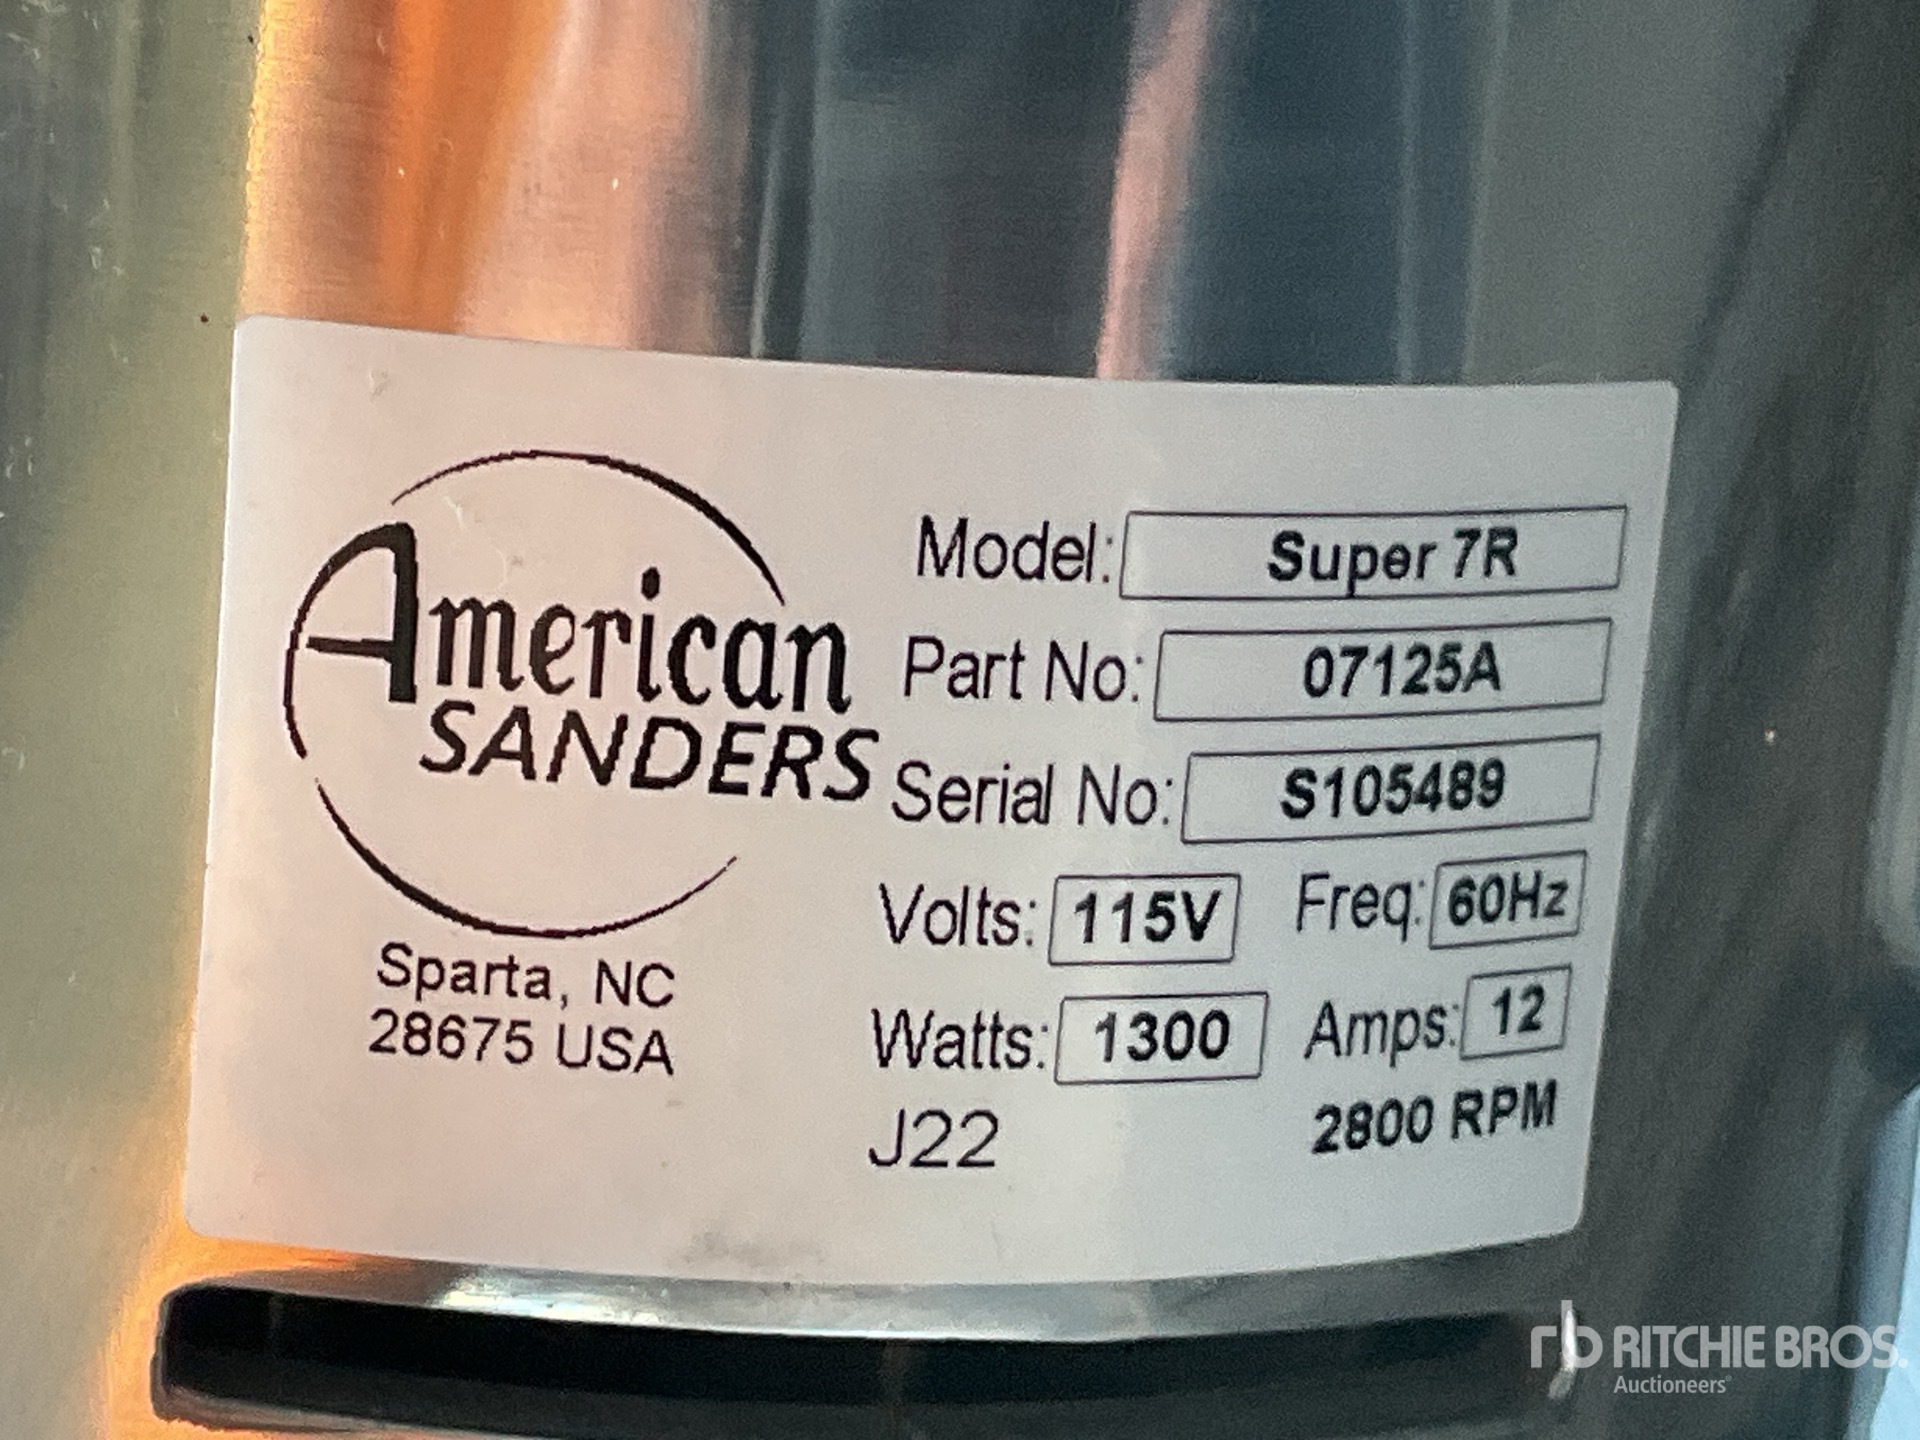 American
SANDERS
Sparta, NC
28675 USA
Model: Super 7R
Part No: 07125A
Serial No: S105489
Volts: 115V Freq: 60Hz
Watts: 1300 Amps: 12
J22 2800 RPM
rb RITCHIE BROS.
Auctioneers